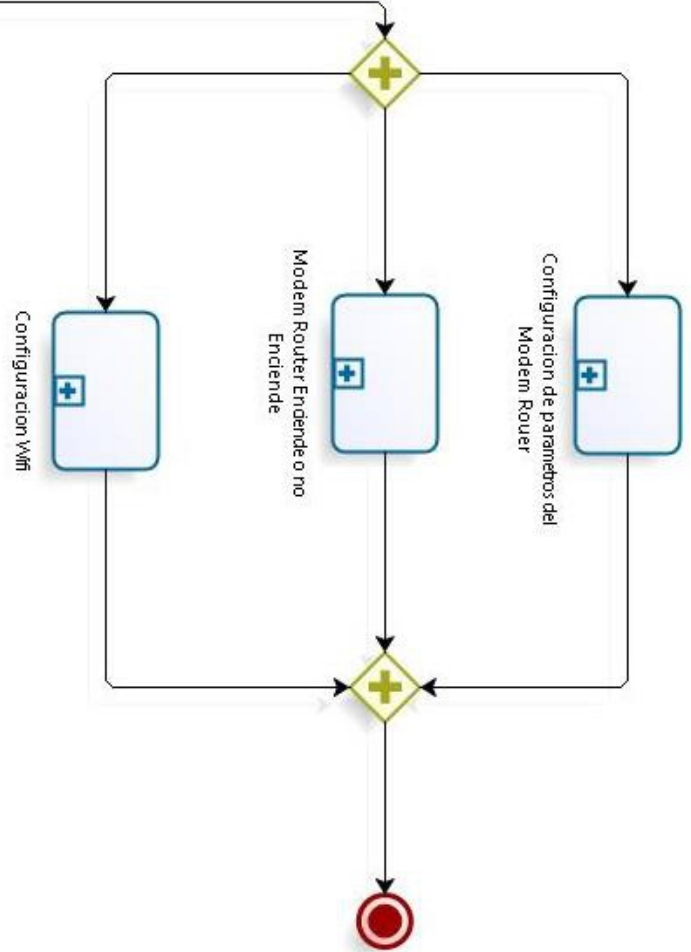 Configuracion de parametros del
Modem Rouer
Modem Router Enciende o no
Enciende
Configuracion Wifi